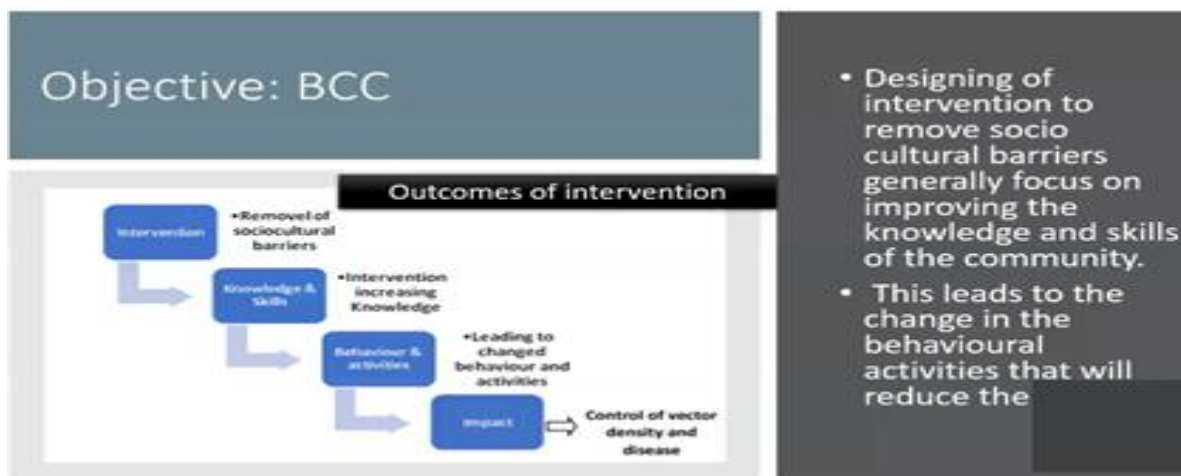 Objective: BCC
Outcomes of intervention
Intervention
•Removel of
sociocultural
barriers
Knowledge &
Skills
•Intervention
increasing
Knowledge
Behaviour &
activities
•Leading to
changed
behaviour and
activities
Impact
Control of vector
density and
disease
• Designing of
intervention to
remove socio
cultural barriers
generally focus on
improving the
knowledge and skills
of the community.
• This leads to the
change in the
behavioural
activities that will
reduce the